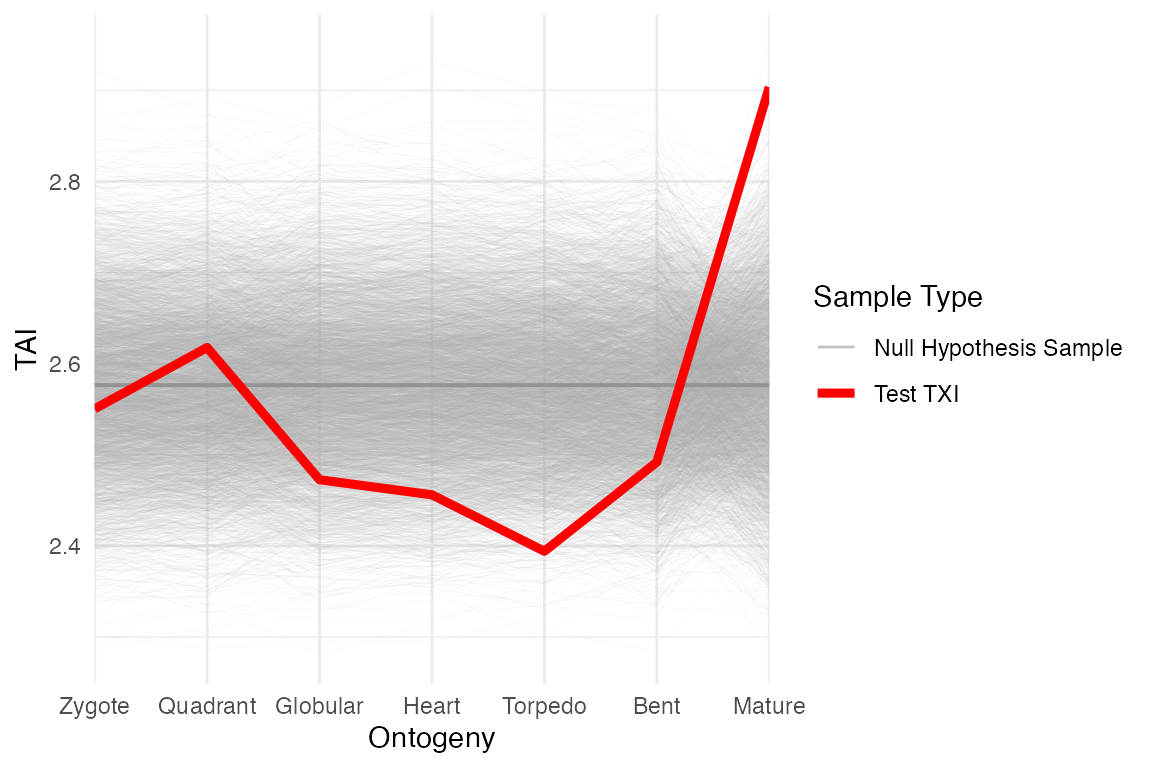 TAI
2.8
2.6
2.4
Zygote Quadrant Globular Heart Torpedo Bent Mature
Ontogeny
Sample Type
Null Hypothesis Sample
Test TXI